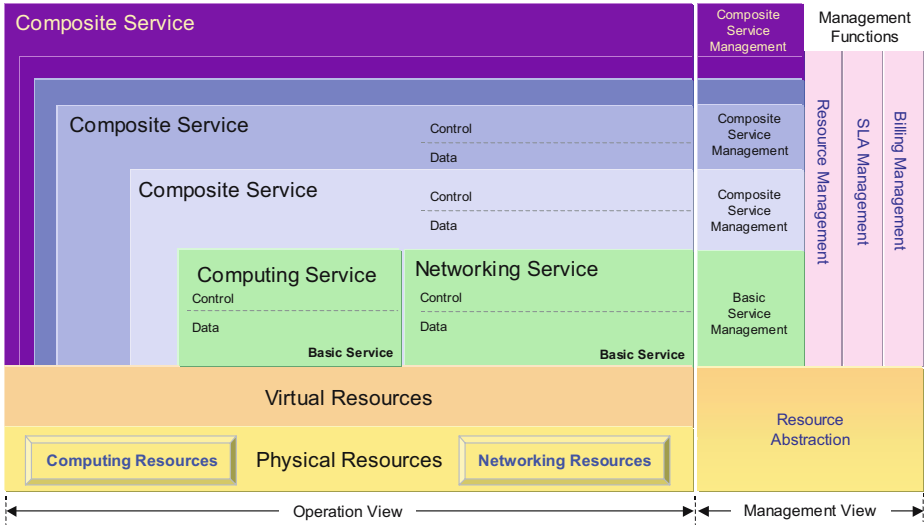 Composite Service
Composite
Service
Management
Management
Functions
Composite Service
Control
Data
Composite
Service
Management
Resource Management
SLA Management
Billing Management
Composite Service
Control
Data
Composite
Service
Management
Computing Service
Control
Data
Basic Service
Networking Service
Control
Data
Basic Service
Basic
Service
Management
Virtual Resources
Computing Resources
Physical Resources
Networking Resources
Resource
Abstraction
Operation View
Management View